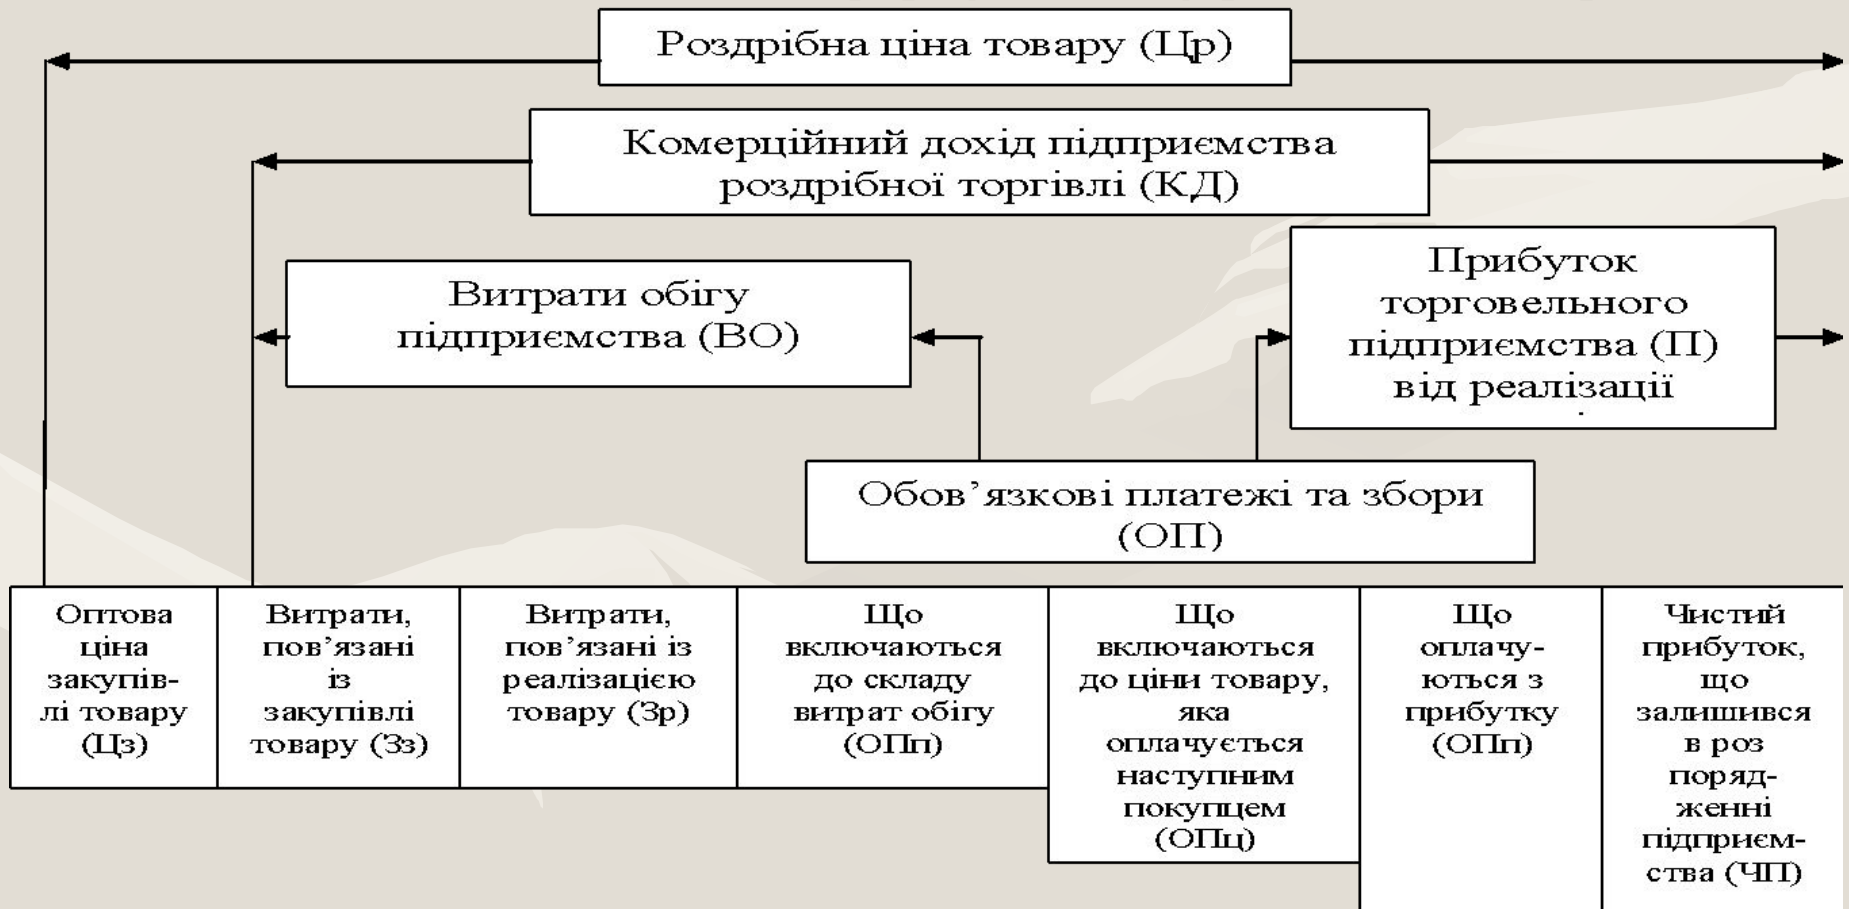 Роздрібна ціна товару (Цр)
Комерційний дохід підприємства
роздрібної торгівлі (КД)
Витрати обігу
підприємства (ВО)
Прибуток
торговельного
підприємства (П)
від реалізації
Обов’язкові платежі та збори
(ОП)
Оптова
ціна
закупів-
лі товару
(Цз)
Витрати,
пов’язані
із
закупівлі
товару (Зз)
Витрати,
пов’язані із
реалізацією
товару (Зр)
Що
включаються
до складу
витрат обігу
(ОПп)
Що
включаються
до ціни товару,
яка
оплачується
наступним
покупцем
(ОПц)
Що
оплачу-
ються з
прибутку
(ОПп)
Чистий
прибуток,
що
залишився
в роз
поряд-
женні
підприєм-
ства (ЧП)